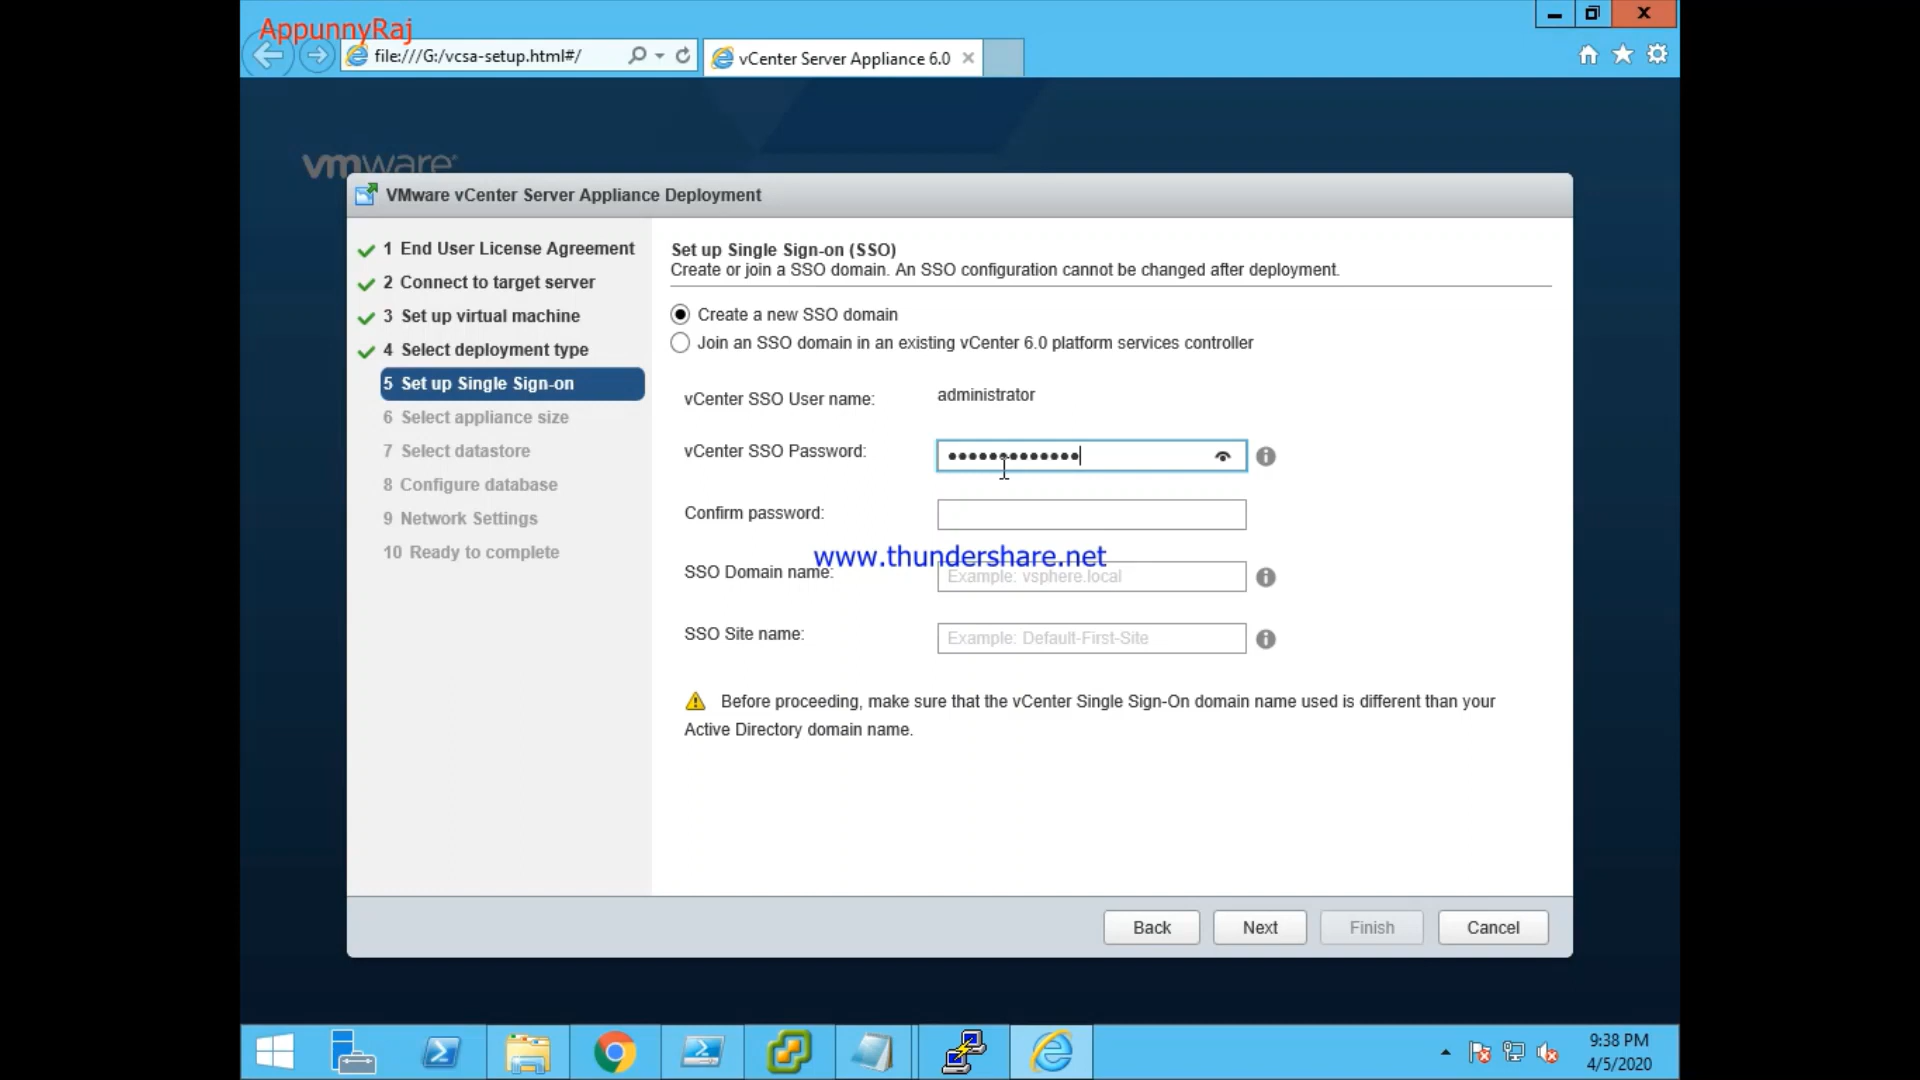 AppunnyRaj
file:///G:/vcsa-setup.html#/
vCenter Server Appliance 6.0
vmware
VMware vCenter Server Appliance Deployment
1 End User License Agreement
2 Connect to target server
3 Set up virtual machine
4 Select deployment type
5 Set up Single Sign-on
6 Select appliance size
7 Select datastore
8 Configure database
9 Network Settings
10 Ready to complete
Set up Single Sign-on (SSO)
Create or join a SSO domain. An SSO configuration cannot be changed after deployment.
Create a new SSO domain
Join an SSO domain in an existing vCenter 6.0 platform services controller
vCenter SSO User name:
administrator
vCenter SSO Password:
Confirm password:
www.thundershare.net
SSO Domain name:
Example: vsphere.local
SSO Site name:
Example: Default-First-Site
Before proceeding, make sure that the vCenter Single Sign-On domain name used is different than your
Active Directory domain name.
Back
Next
Finish
Cancel
9:38 PM
4/5/2020